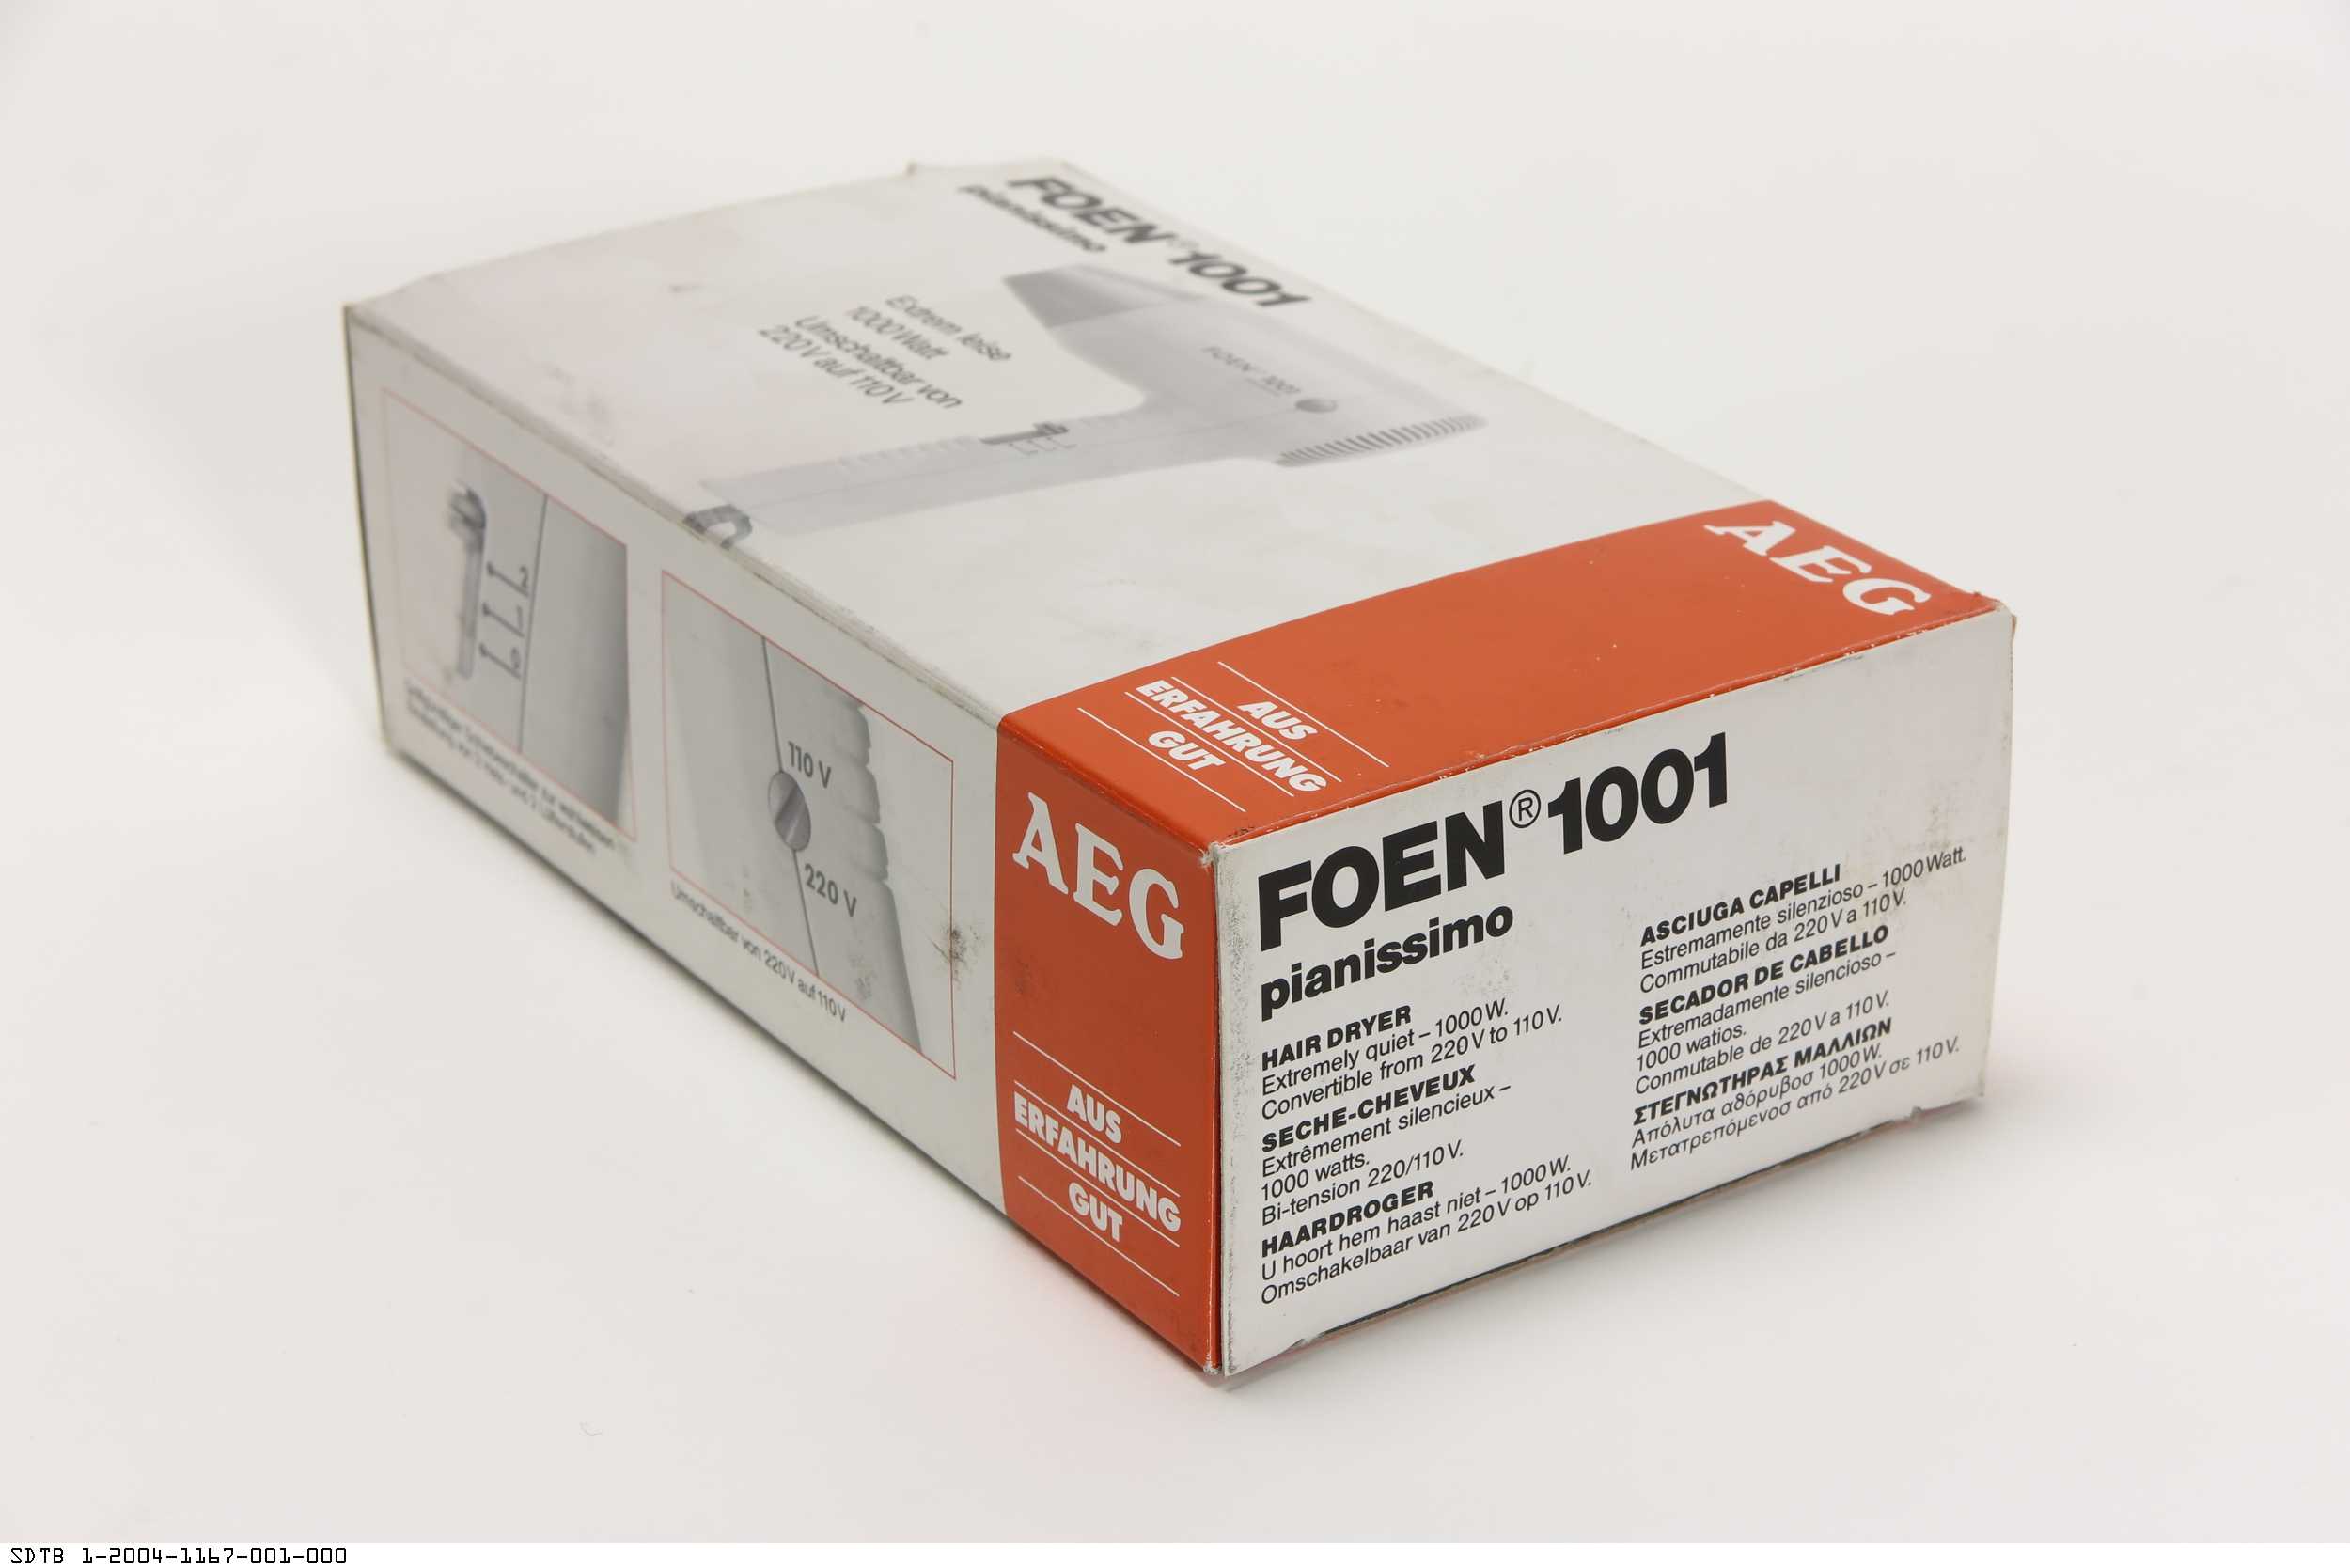 FOEN® 1001
pianissimo
Extrem leise
1000 Watt
Umschaltbar von
220 V auf 110 V
FOEN 1001
AEG
AUS
ERFAHRUNG
GUT
2
1
0
Umschaltbar von 220 V auf 110 V
110 V
220 V
AEG
AUS
ERFAHRUNG
GUT
FOEN® 1001
pianissimo
HAIR DRYER
Extremely quiet – 1000 W.
Convertible from 220 V to 110 V.
SECHE-CHEVEUX
Extrêmement silencieux –
1000 watts.
Bi-tension 220/110 V.
HAARDROGER
U hoort hem haast niet – 1000 W.
Omschakelbaar van 220 V op 110 V.
ASCIUGA CAPELLI
Estremamente silenzioso – 1000 Watt.
Commutabile da 220 V a 110 V.
SECADOR DE CABELLO
Extremadamente silencioso –
1000 watios.
Conmutable de 220 V a 110 V.
ΣΤΕΓΝΩΤΗΡΑΣ ΜΑΛΛΙΩΝ
Απόλυτα αθόρυβοσ 1000 W.
Μετατρεπόμενοσ από 220 V σε 110 V.
SDTB 1-2004-1167-001-000